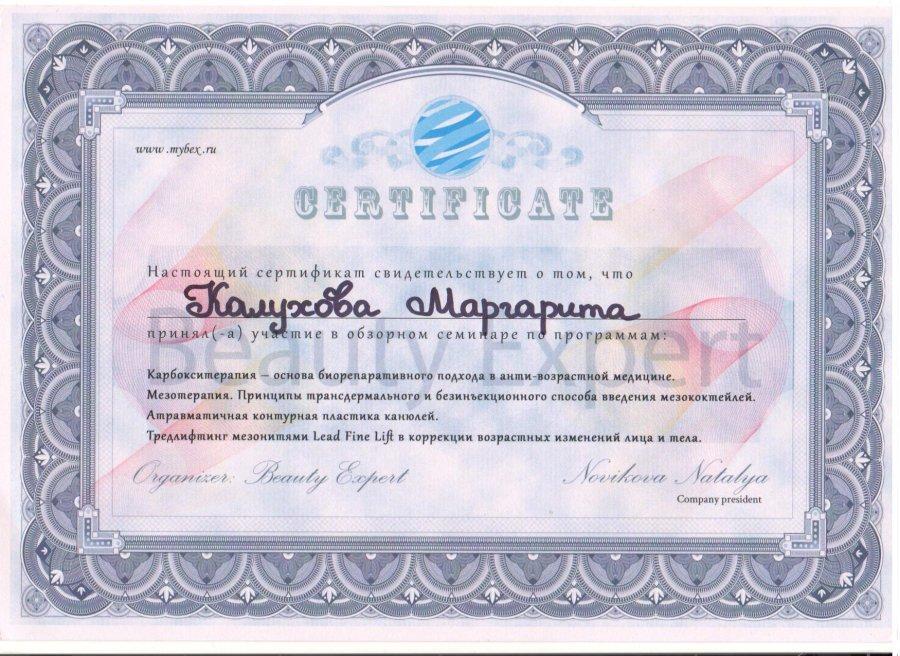 www.mybex.ru
CERTIFICATE
Настоящий сертификат свидетельствует о том, что
Калухова Маргарита
принял(-а) участие в обзорном семинаре по программам:
Beauty Expert
Карбокситерапия – основа биорепаративного подхода в анти-возрастной медицине.
Мезотерапия. Принципы трансдермального и безинъекционного способа введения мезококтейлей.
Атравматичная контурная пластика канюлей.
Тредлифтинг мезонитями Lead Fine Lift в коррекции возрастных изменений лица и тела.
Organizer: Beauty Expert Novikova Natalya
Company president